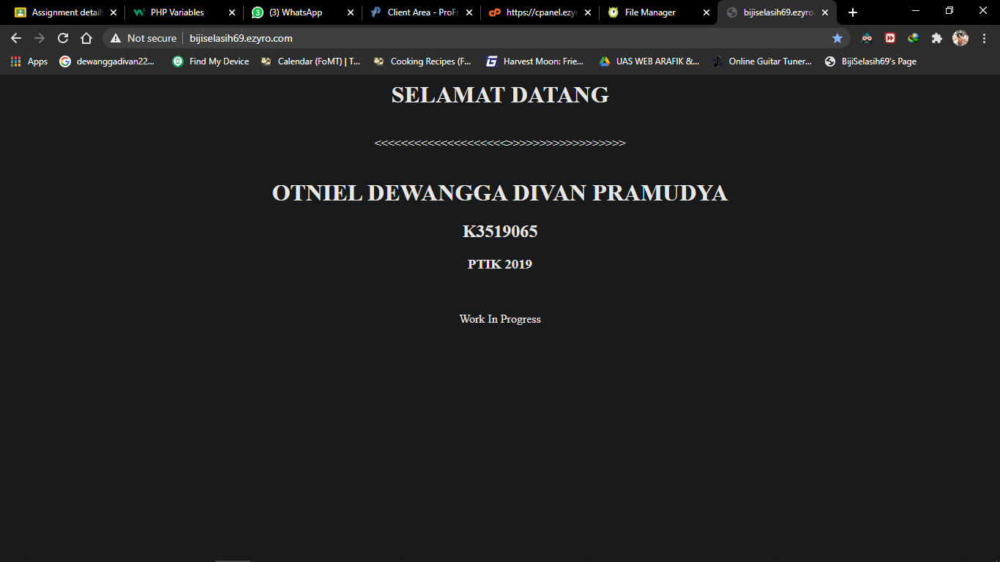 Assignment details
PHP Variables
(3) WhatsApp
Client Area - ProFr
https://cpanel.ezyr
File Manager
bijiselasih69.ezyro.
Not secure
bijiselasih69.ezyro.com
Apps
dewanggadivan22...
Find My Device
Calendar (FoMT) | T...
Cooking Recipes (F...
Harvest Moon: Frie...
UAS WEB ARAFIK &...
Online Guitar Tuner...
BijiSelasih69's Page
SELAMAT DATANG
<<<<<<<<<<<<<<<<<<<<>>>>>>>>>>>>>>>>>>
OTNIEL DEWANGGA DIVAN PRAMUDYA
K3519065
PTIK 2019
Work In Progress